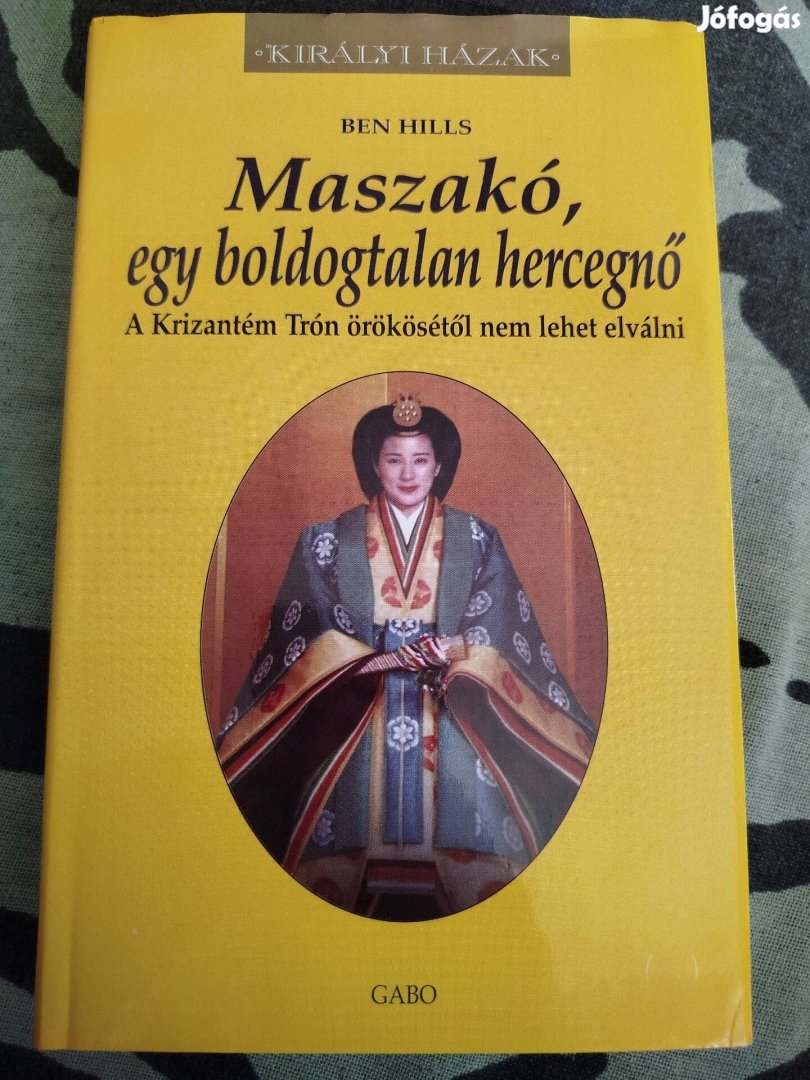 Jófogás
·KIRÁLYI HÁZAK·
BEN HILLS
Maszakó,
egy boldogtalan hercegnő
A Krizantém Trón örökösétől nem lehet elválni
GABO